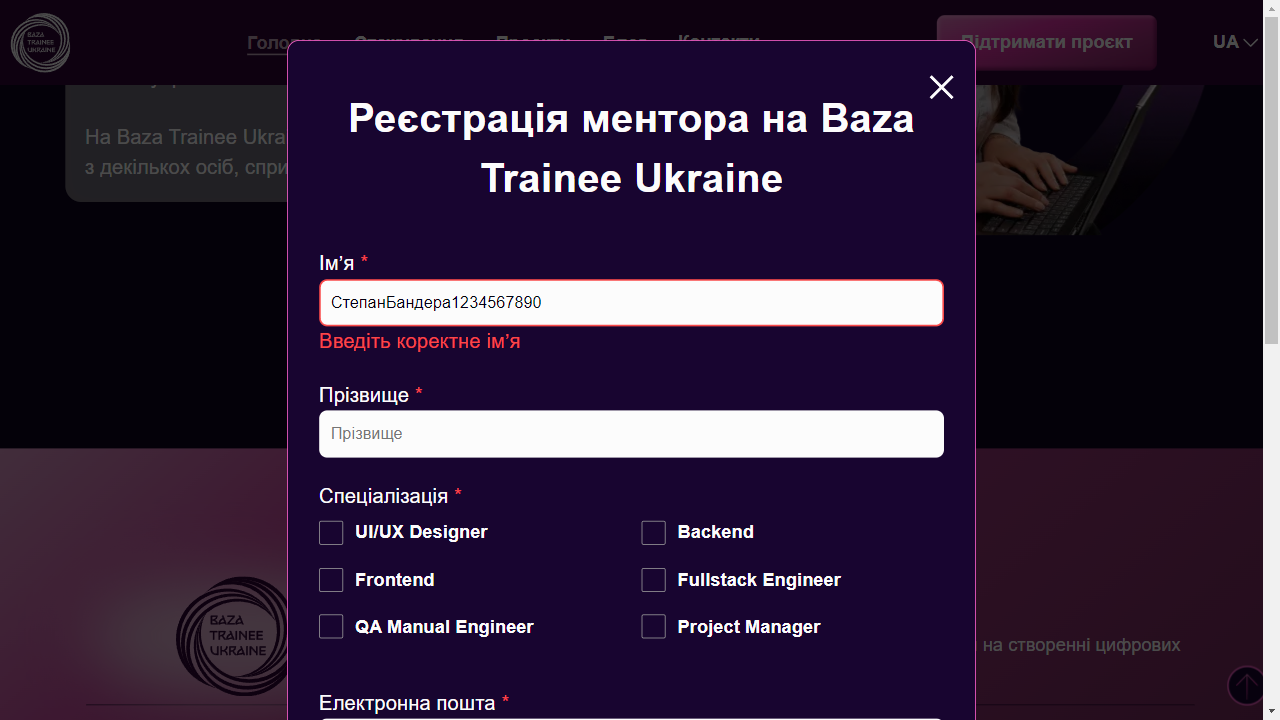 BAZA
TRAINEE
UKRAINE
Підтримати проєкт
UA
На Baza Trainee Ukra
з декількох осіб, спри
Реєстрація ментора на Baza
Trainee Ukraine
Ім’я *
СтепанБандера1234567890
Введіть коректне ім’я
Прізвище *
Прізвище
Спеціалізація *
UI/UX Designer
Backend
Frontend
Fullstack Engineer
QA Manual Engineer
Project Manager
BAZA
TRAINEE
UKRAINE
на створенні цифрових
Електронна пошта *